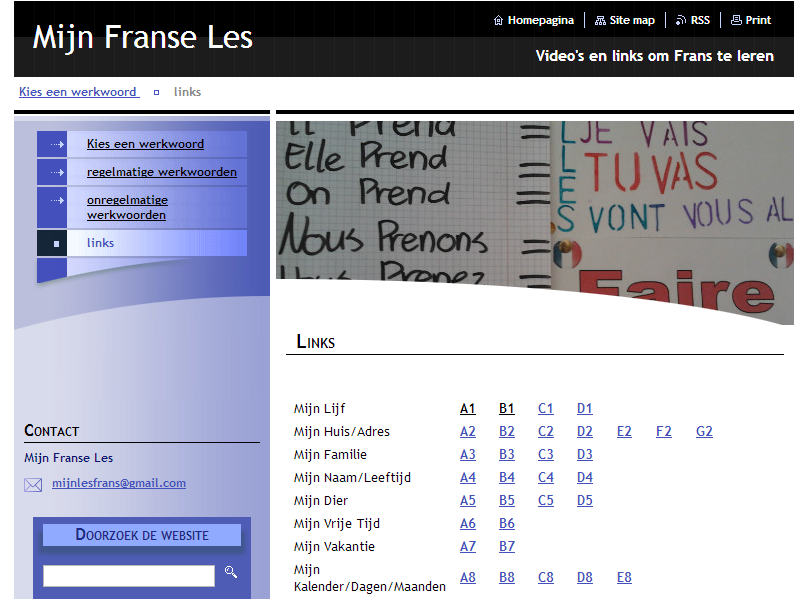 Mijn Franse Les
Homepagina
Site map
RSS
Print
Video's en links om Frans te leren
Kies een werkwoord
links
Kies een werkwoord
regelmatige werkwoorden
onregelmatige
werkwoorden
links
Il Prend
Elle Prend
On Prend
Nous Prenons
Vous Prenez
LLES
JE VAIS
TU VAS
S VONT VOUS AL
Faire
Links
Mijn Lijf A1 B1 C1 D1
Mijn Huis/Adres A2 B2 C2 D2 E2 F2 G2
Mijn Familie A3 B3 C3 D3
Mijn Naam/Leeftijd A4 B4 C4 D4
Mijn Dier A5 B5 C5 D5
Mijn Vrije Tijd A6 B6
Mijn Vakantie A7 B7
Mijn
Kalender/Dagen/Maanden A8 B8 C8 D8 E8
Contact
Mijn Franse Les
mijnlesfrans@gmail.com
Doorzoek de website